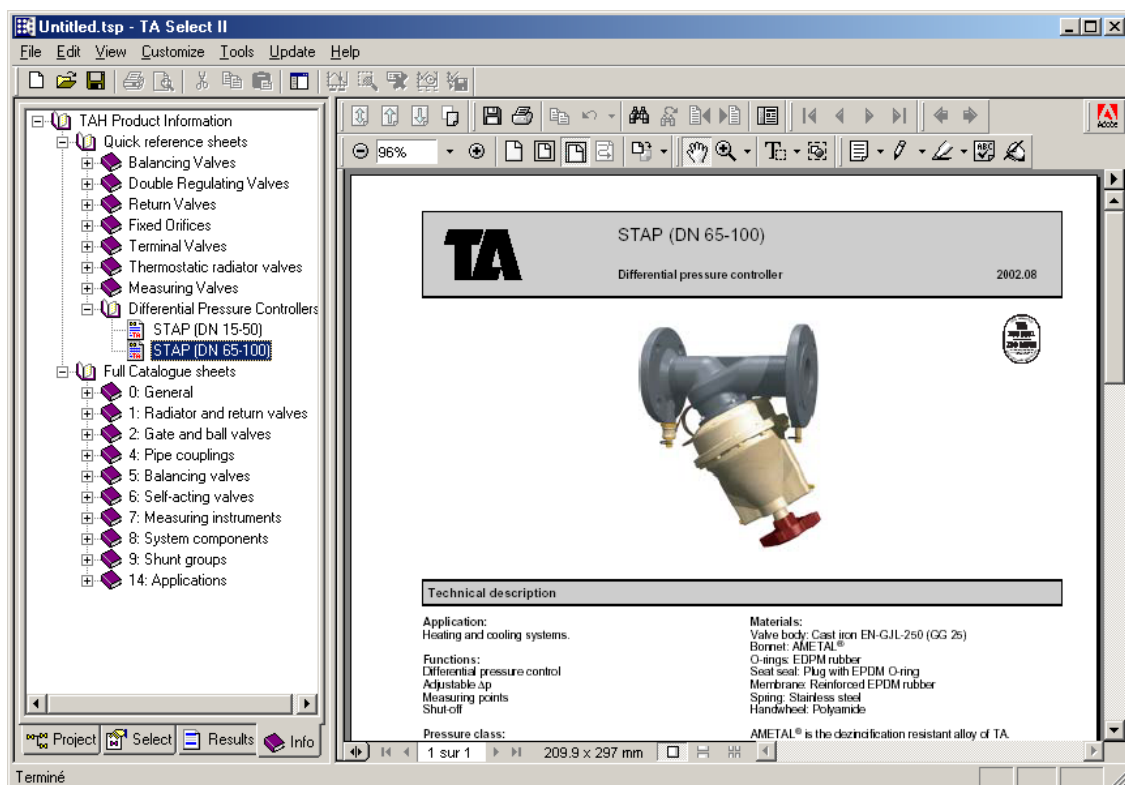 Untitled.tsp - TA Select II
File Edit View Customize Tools Update Help
TAH Product Information
Quick reference sheets
Balancing Valves
Double Regulating Valves
Return Valves
Fixed Orifices
Terminal Valves
Thermostatic radiator valves
Measuring Valves
Differential Pressure Controllers
STAP (DN 15-50)
STAP (DN 65-100)
Full Catalogue sheets
0: General
1: Radiator and return valves
2: Gate and ball valves
4: Pipe couplings
5: Balancing valves
6: Self-acting valves
7: Measuring instruments
8: System components
9: Shunt groups
14: Applications
Project Select Results Info
Terminé
Adobe
96%
TA
STAP (DN 65-100)
Differential pressure controller 2002.08
Technical description
Application:
Heating and cooling systems.
Functions:
Differential pressure control
Adjustable Δp
Measuring points
Shut-off
Pressure class:
Materials:
Valve body: Cast iron EN-GJL-250 (GG 25)
Bonnet: AMETAL®
O-rings: EDPM rubber
Seat seal: Plug with EPDM O-ring
Membrane: Reinforced EPDM rubber
Spring: Stainless steel
Handwheel: Polyamide
AMETAL® is the dezincification resistant alloy of TA.
1 sur 1 209.9 x 297 mm